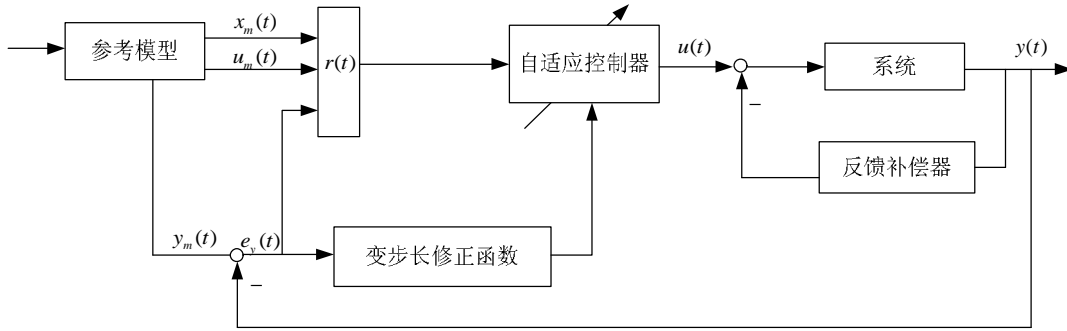 参考模型
x_m(t)
u_m(t)
r(t)
自适应控制器
u(t)
−
系统
y(t)
反馈补偿器
y_m(t)
e_y(t)
−
变步长修正函数